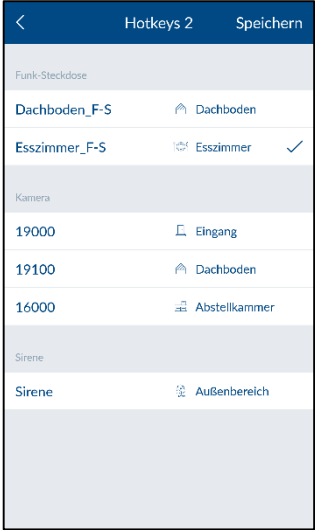 Hotkeys 2 Speichern
Funk-Steckdose
Dachboden_F-S Dachboden
Esszimmer_F-S Esszimmer
Kamera
19000 Eingang
19100 Dachboden
16000 Abstellkammer
Sirene
Sirene Außenbereich